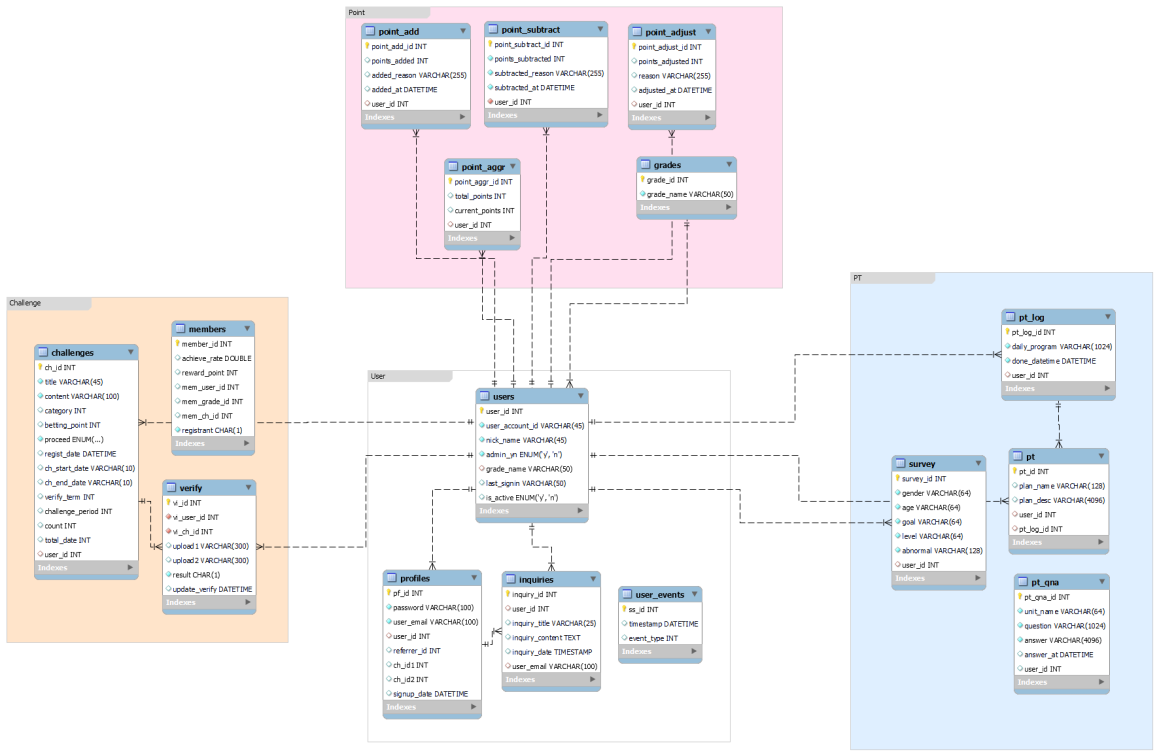 Point
point_add
point_add_id INT
points_added INT
added_reason VARCHAR(255)
added_at DATETIME
user_id INT
Indexes
point_subtract
point_subtract_id INT
points_subtracted INT
subtracted_reason VARCHAR(255)
subtracted_at DATETIME
user_id INT
Indexes
point_adjust
point_adjust_id INT
points_adjusted INT
reason VARCHAR(255)
adjusted_at DATETIME
user_id INT
Indexes
point_aggr
point_aggr_id INT
total_points INT
current_points INT
user_id INT
Indexes
grades
grade_id INT
grade_name VARCHAR(50)
Indexes
Challenge
challenges
ch_id INT
title VARCHAR(45)
content VARCHAR(100)
category INT
betting_point INT
proceed ENUM(...)
regist_date DATETIME
ch_start_date VARCHAR(10)
ch_end_date VARCHAR(10)
verify_term INT
challenge_period INT
count INT
total_date INT
user_id INT
Indexes
members
member_id INT
achieve_rate DOUBLE
reward_point INT
mem_user_id INT
mem_grade_id INT
mem_ch_id INT
registrant CHAR(1)
Indexes
verify
vi_id INT
vi_user_id INT
vi_ch_id INT
upload1 VARCHAR(300)
upload2 VARCHAR(300)
result CHAR(1)
update_verify DATETIME
Indexes
User
users
user_id INT
user_account_id VARCHAR(45)
nick_name VARCHAR(45)
admin_yn ENUM('y', 'n')
grade_name VARCHAR(50)
last_signin VARCHAR(50)
is_active ENUM('y', 'n')
Indexes
profiles
pf_id INT
password VARCHAR(100)
user_email VARCHAR(100)
user_id INT
referrer_id INT
ch_id1 INT
ch_id2 INT
signup_date DATETIME
Indexes
inquiries
inquiry_id INT
user_id INT
inquiry_title VARCHAR(25)
inquiry_content TEXT
inquiry_date TIMESTAMP
user_email VARCHAR(100)
Indexes
user_events
ss_id INT
timestamp DATETIME
event_type INT
Indexes
PT
pt_log
pt_log_id INT
daily_program VARCHAR(1024)
done_datetime DATETIME
user_id INT
Indexes
survey
survey_id INT
gender VARCHAR(64)
age VARCHAR(64)
goal VARCHAR(64)
level VARCHAR(64)
abnormal VARCHAR(128)
user_id INT
Indexes
pt
pt_id INT
plan_name VARCHAR(128)
plan_desc VARCHAR(4096)
user_id INT
pt_log_id INT
Indexes
pt_qna
pt_qna_id INT
unit_name VARCHAR(64)
question VARCHAR(1024)
answer VARCHAR(4096)
answer_at DATETIME
user_id INT
Indexes